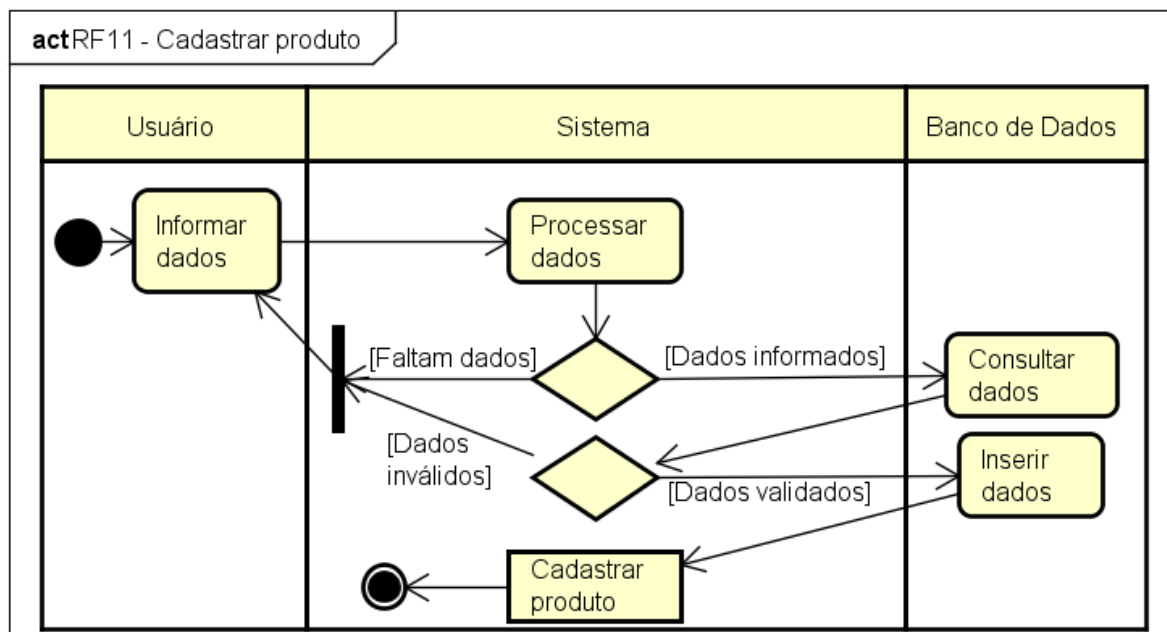 act RF11 - Cadastrar produto
Usuário
Sistema
Banco de Dados
Informar
dados
Processar
dados
[Faltam dados]
[Dados informados]
Consultar
dados
[Dados
inválidos]
[Dados validados]
Inserir
dados
Cadastrar
produto